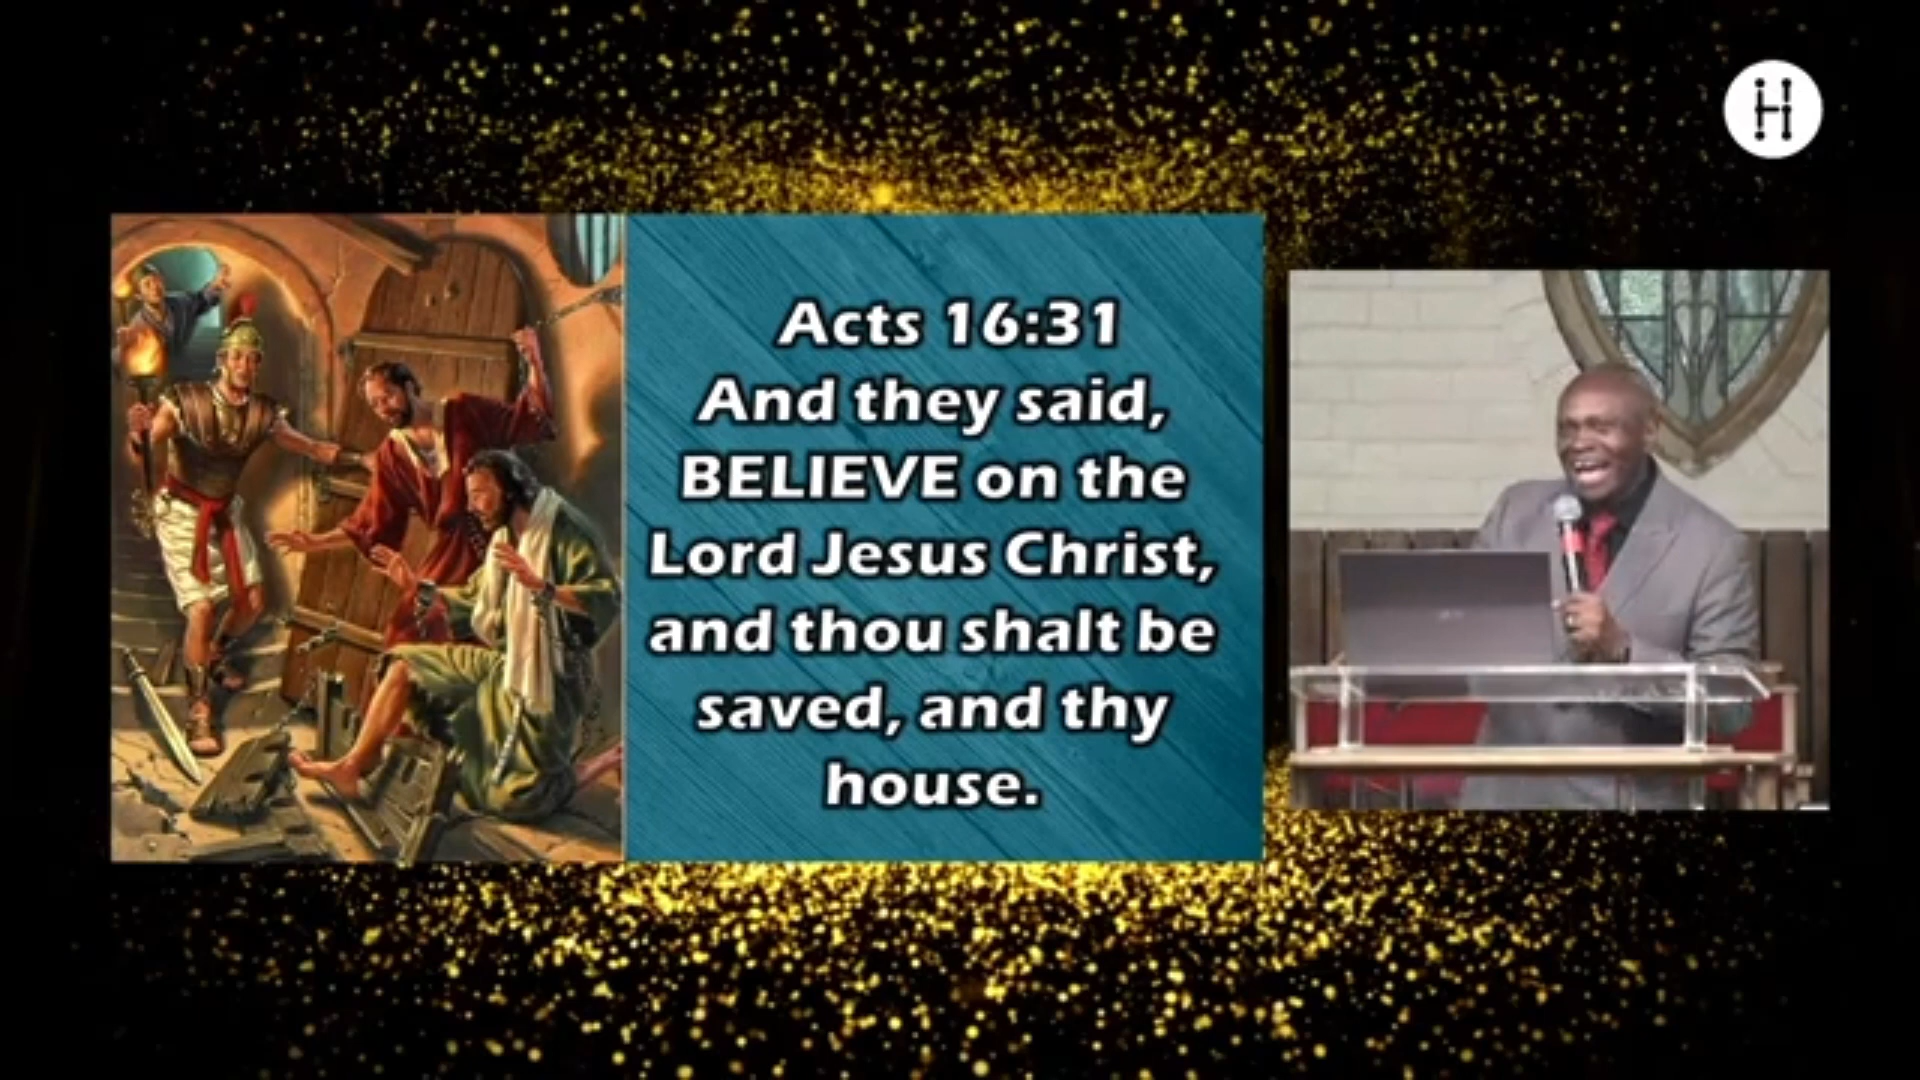 H
Acts 16:31
And they said,
BELIEVE on the
Lord Jesus Christ,
and thou shalt be
saved, and thy
house.